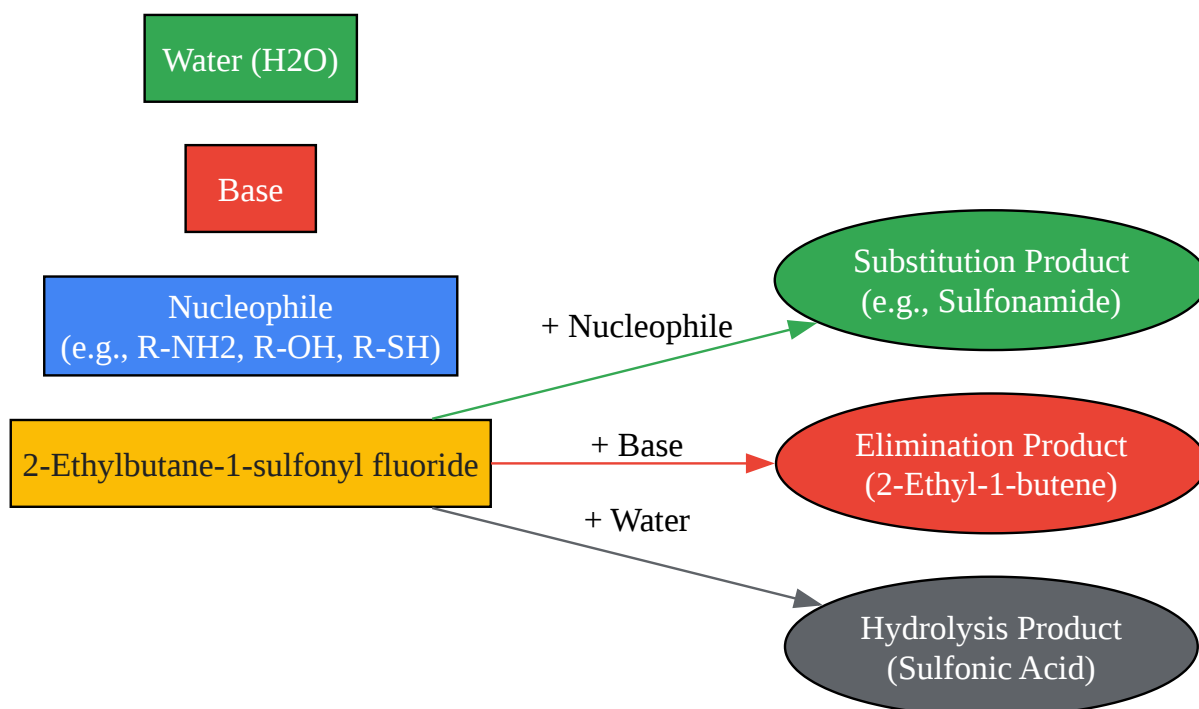 Water (H2O)
Base
Nucleophile
(e.g., R-NH2, R-OH, R-SH)
2-Ethylbutane-1-sulfonyl fluoride
+ Nucleophile
+ Base
+ Water
Substitution Product
(e.g., Sulfonamide)
Elimination Product
(2-Ethyl-1-butene)
Hydrolysis Product
(Sulfonic Acid)